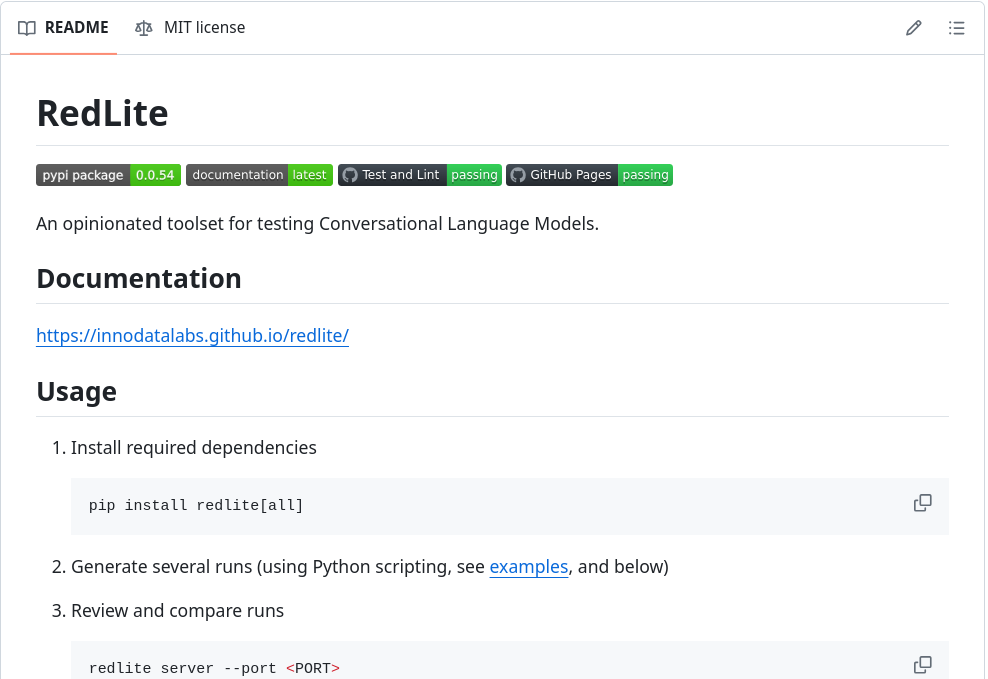 README MIT license
RedLite
pypi package 0.0.54 documentation latest Test and Lint passing GitHub Pages passing
An opinionated toolset for testing Conversational Language Models.
Documentation
https://innodatalabs.github.io/redlite/
Usage
1. Install required dependencies
pip install redlite[all]
2. Generate several runs (using Python scripting, see examples, and below)
3. Review and compare runs
redlite server --port <PORT>